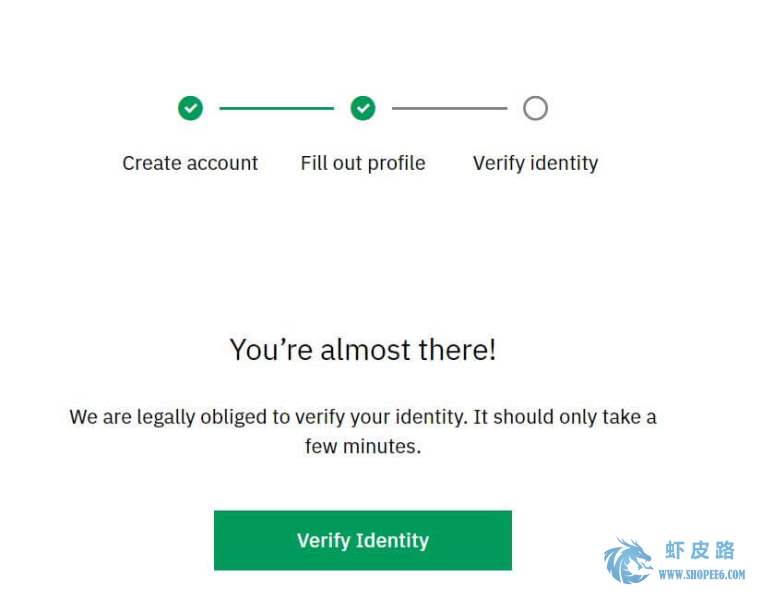 Create account
Fill out profile
Verify identity
You’re almost there!
We are legally obliged to verify your identity. It should only take a
few minutes.
Verify Identity
虾皮路
WWW.SHOPEE6.COM